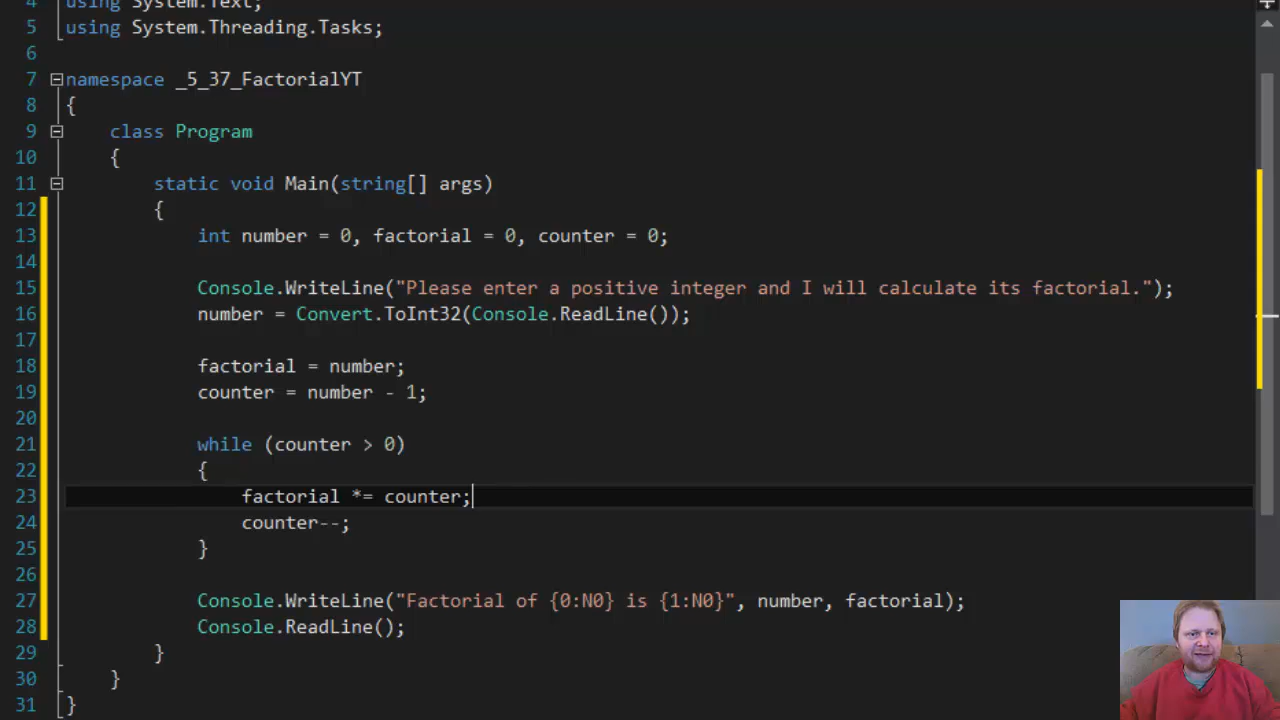 4 using System.Text;
5 using System.Threading.Tasks;
6
7 namespace _5_37_FactorialYT
8 {
9 class Program
10 {
11 static void Main(string[] args)
12 {
13 int number = 0, factorial = 0, counter = 0;
14
15 Console.WriteLine("Please enter a positive integer and I will calculate its factorial.");
16 number = Convert.ToInt32(Console.ReadLine());
17
18 factorial = number;
19 counter = number - 1;
20
21 while (counter > 0)
22 {
23 factorial *= counter;
24 counter--;
25 }
26
27 Console.WriteLine("Factorial of {0:N0} is {1:N0}", number, factorial);
28 Console.ReadLine();
29 }
30 }
31 }